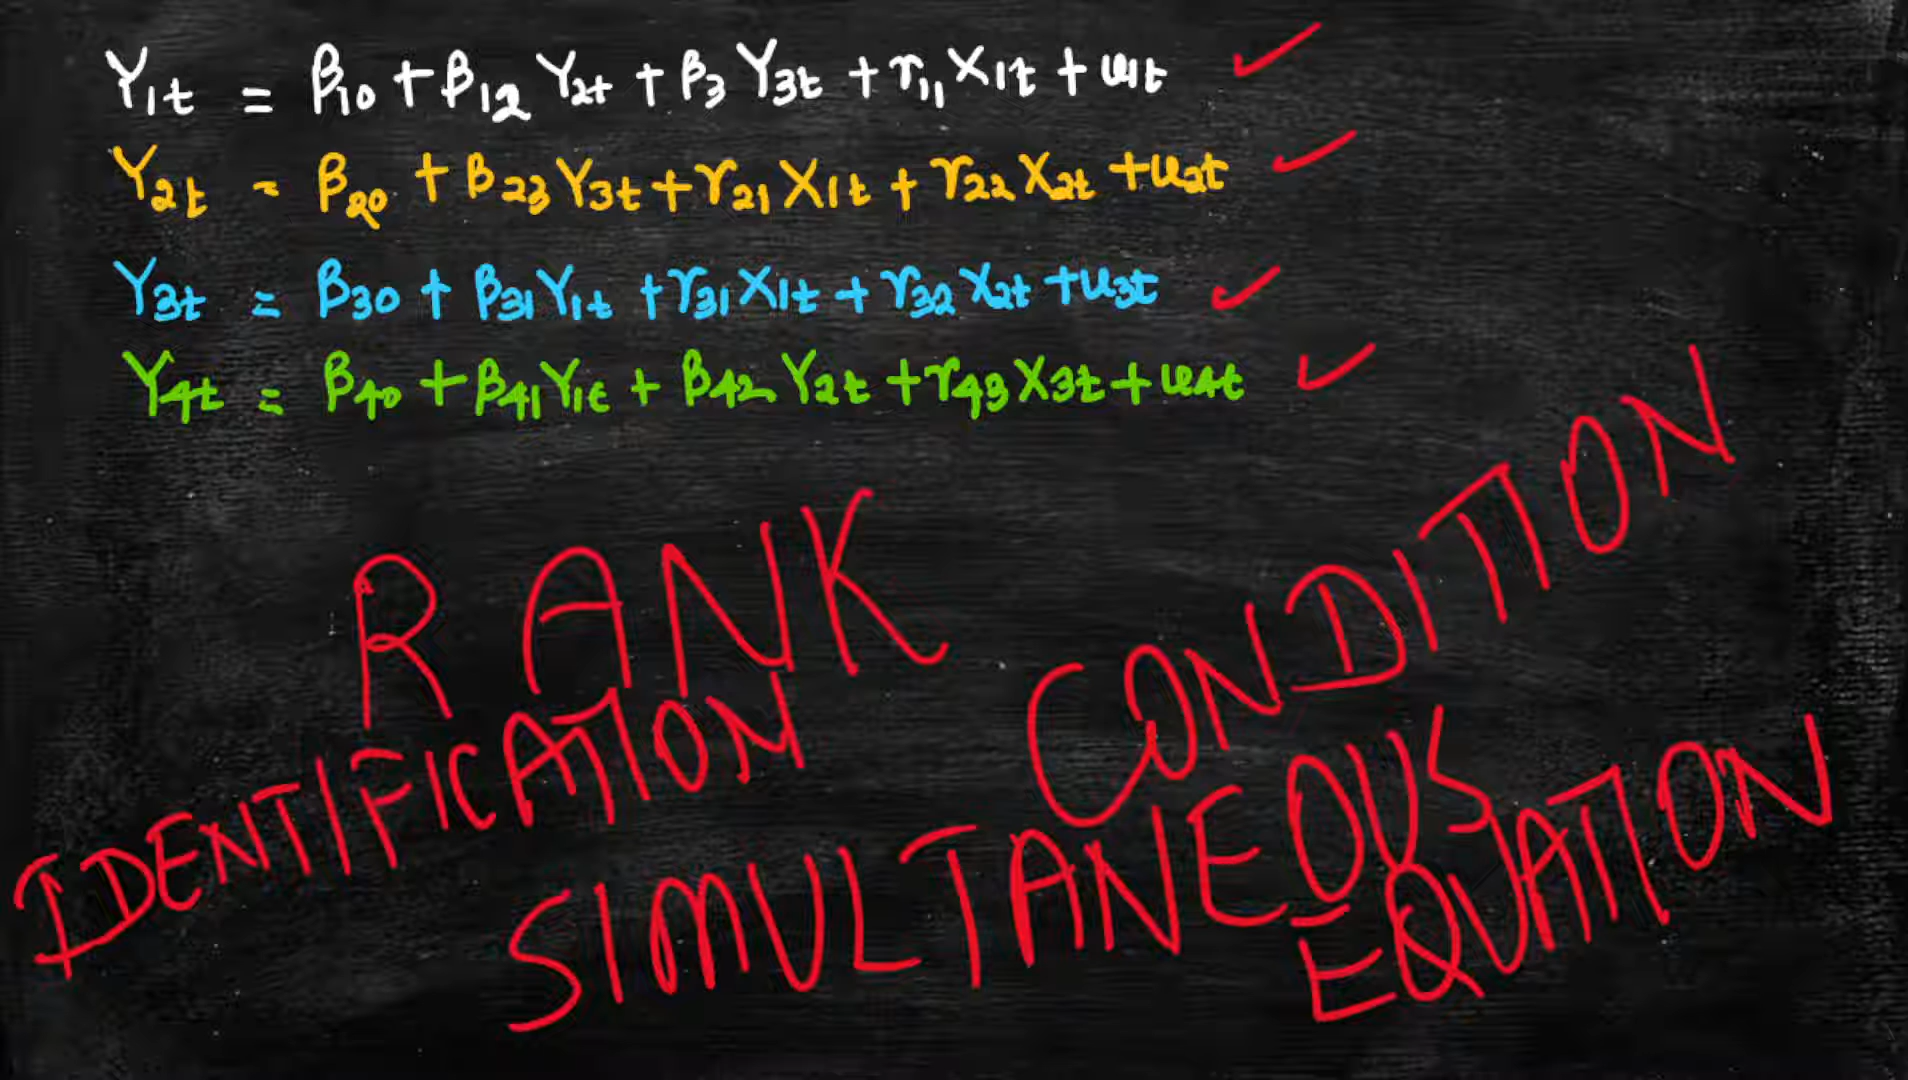 Y1t = β10 + β12 Y2t + β3 Y3t + γ11 X1t + u1t
Y2t = β20 + β23 Y3t + γ21 X1t + γ22 X2t + u2t
Y3t = β30 + β31 Y1t + γ31 X1t + γ32 X2t + u3t
Y4t = β40 + β41 Y1t + β42 Y2t + γ43 X3t + u4t
RANK CONDITION
IDENTIFICATION
SIMULTANEOUS
EQUATION